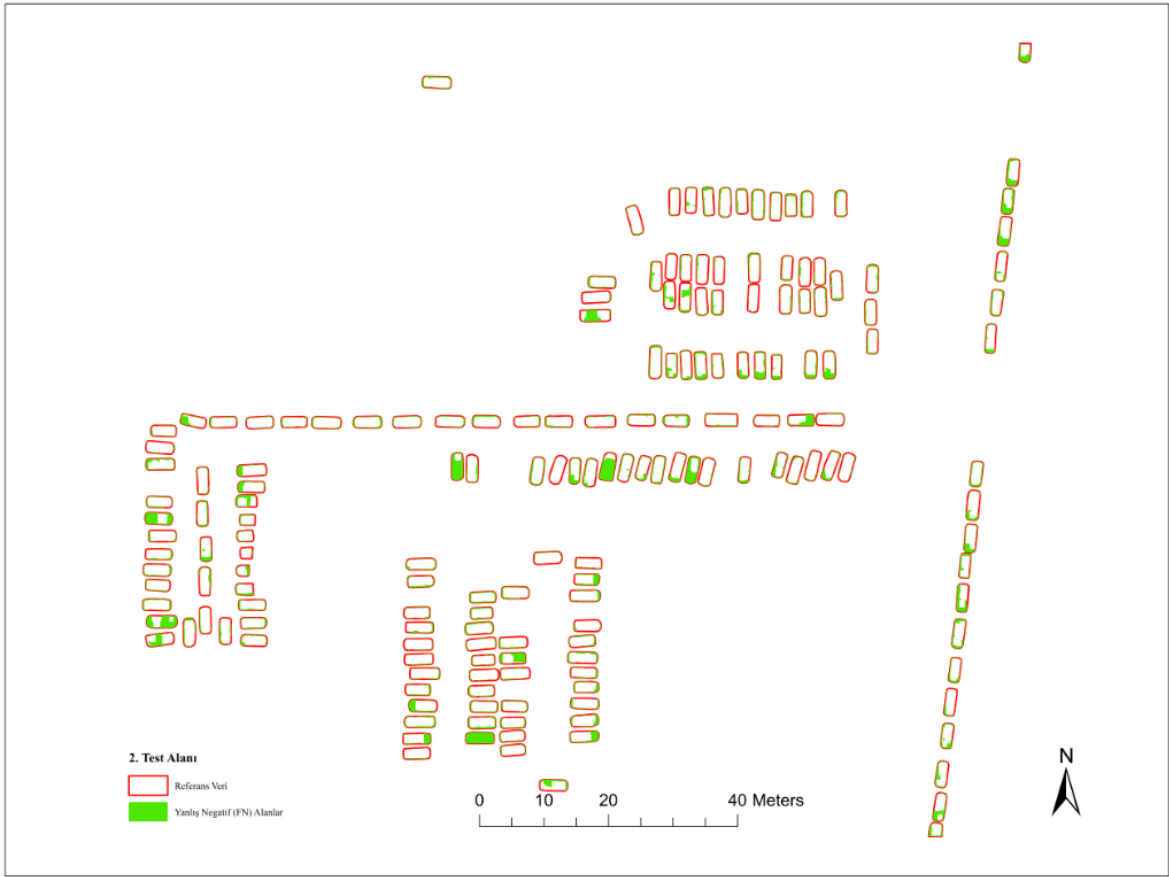 2. Test Alanı
Referans Veri
Yanlış Negatif (FN) Alanlar
0 10 20 40 Meters
N